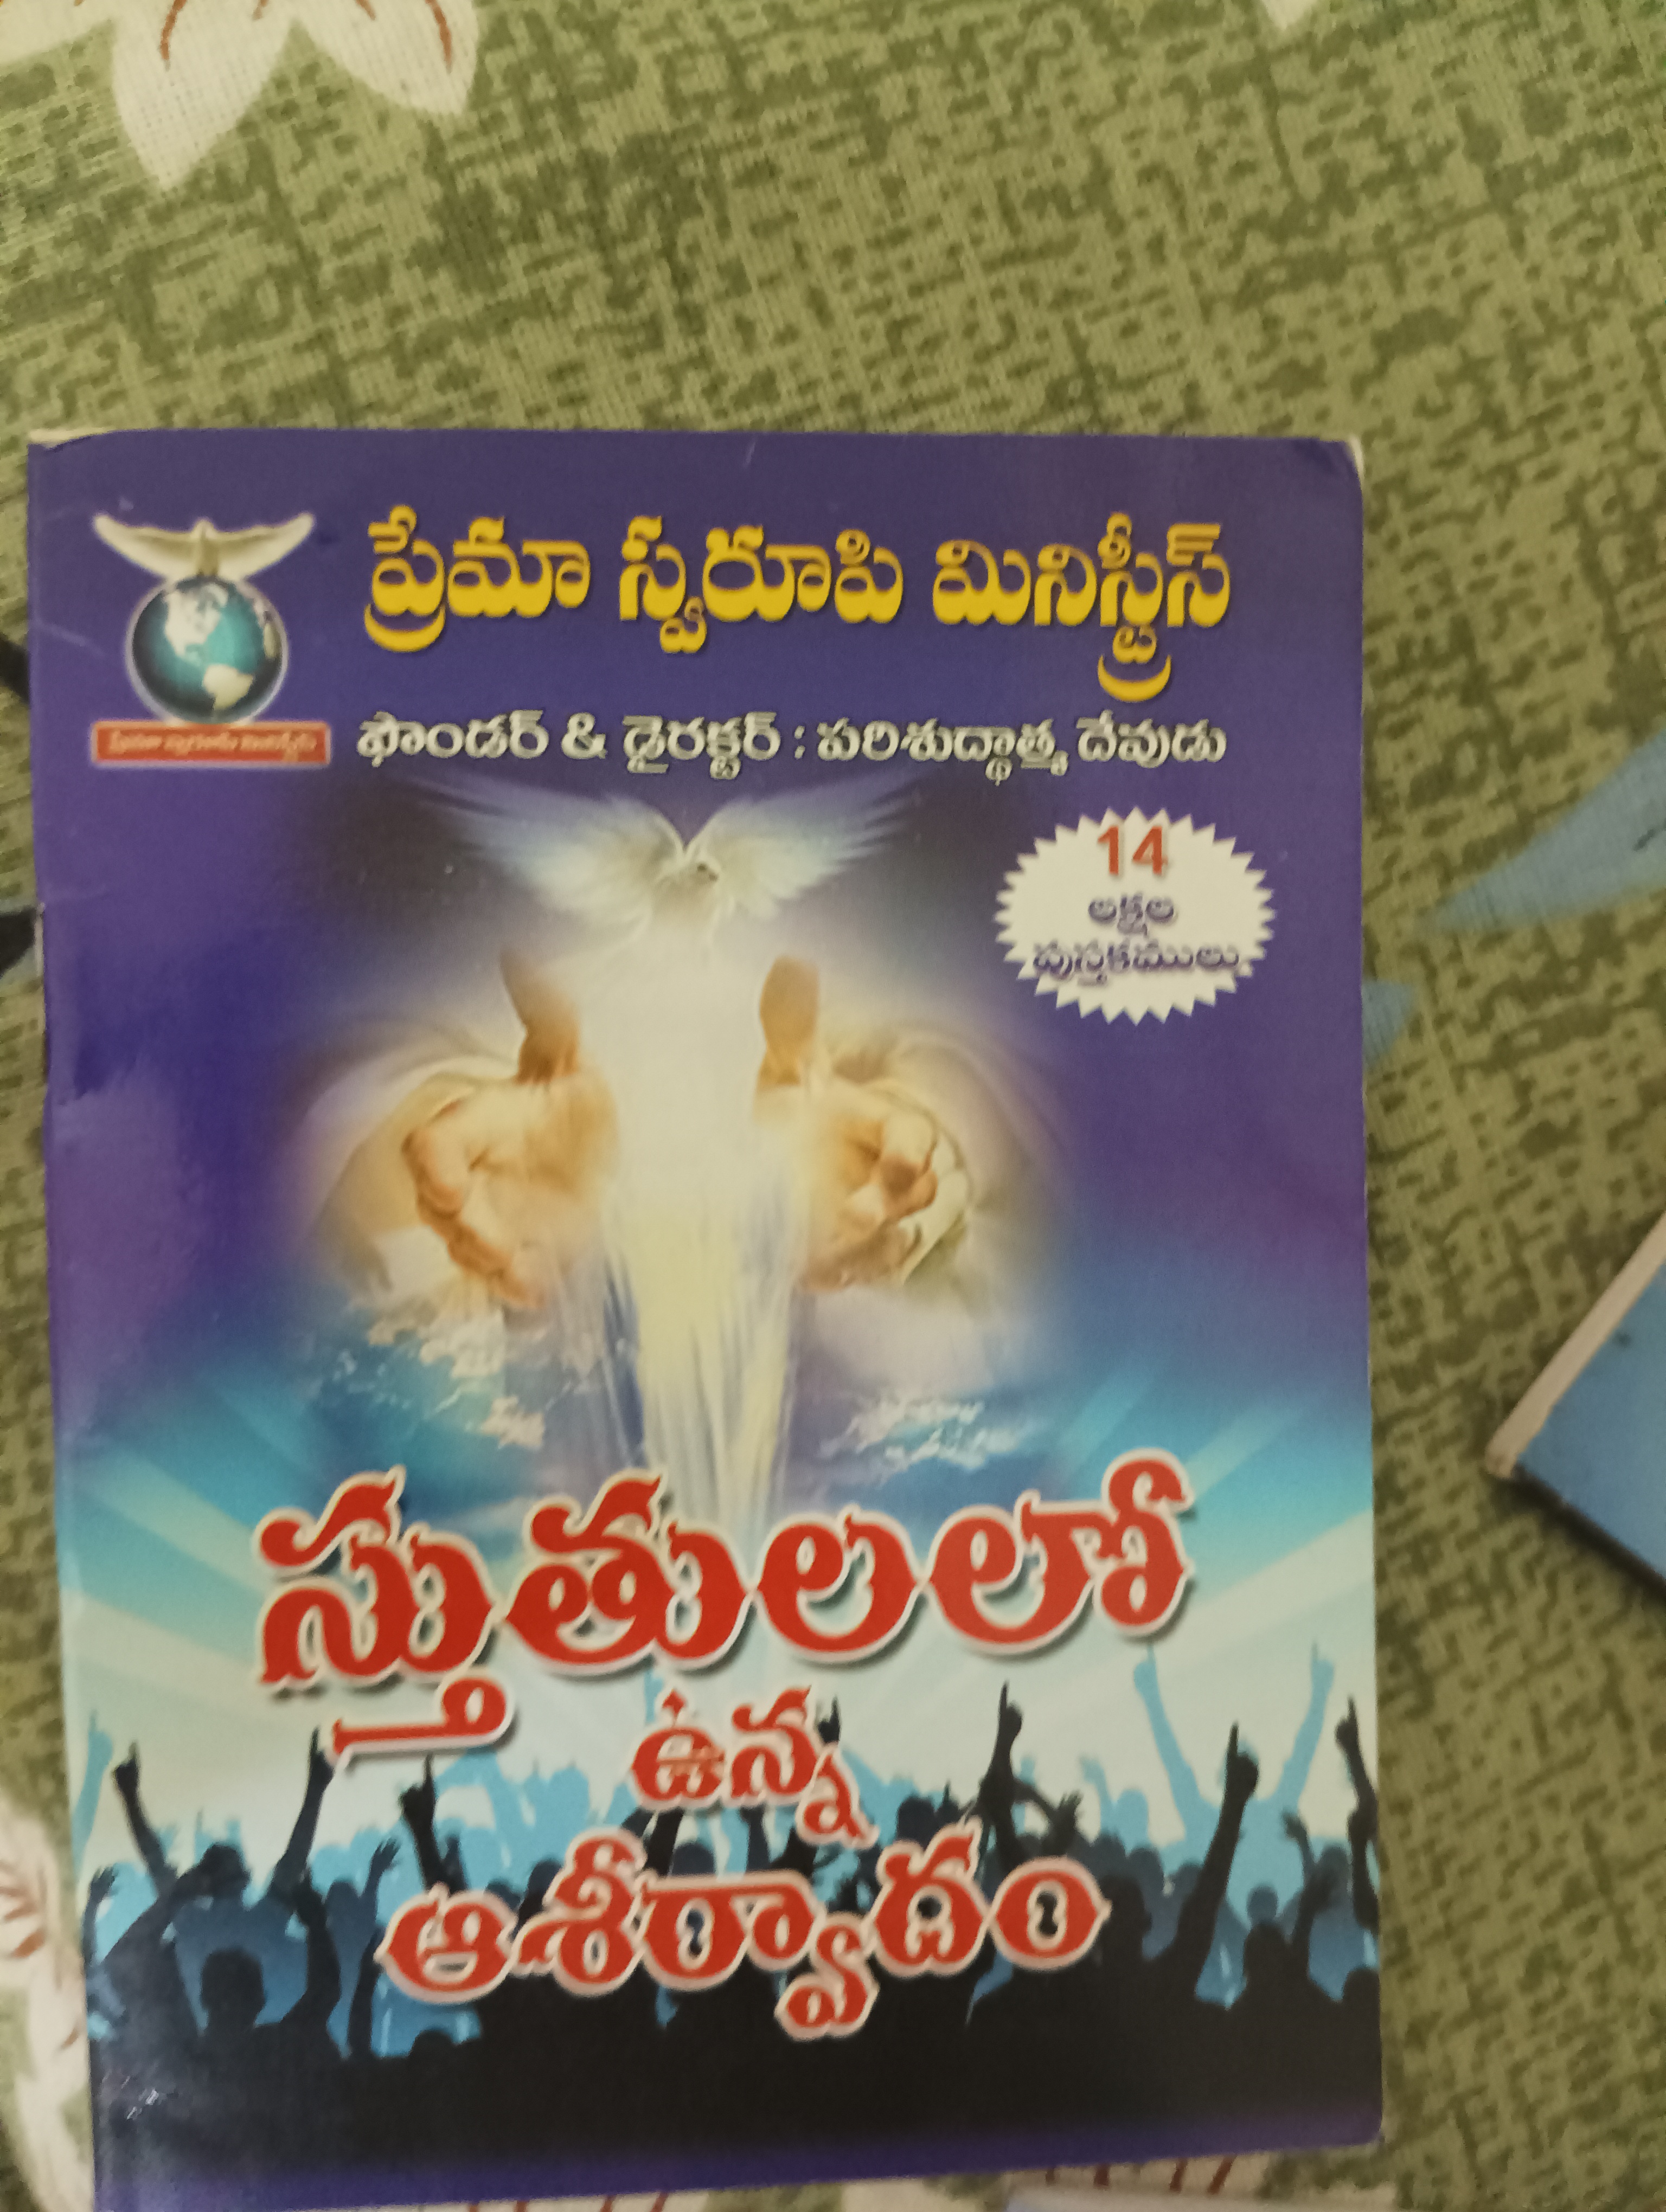 ప్రేమా స్వరూపి మినిస్ట్రీస్
ఫౌండర్ & డైరక్టర్ : పరిశుద్ధాత్మ దేవుడు
14
లక్షల
పుస్తకములు
స్తుతులలో
ఉన్న
ఆశీర్వాదం